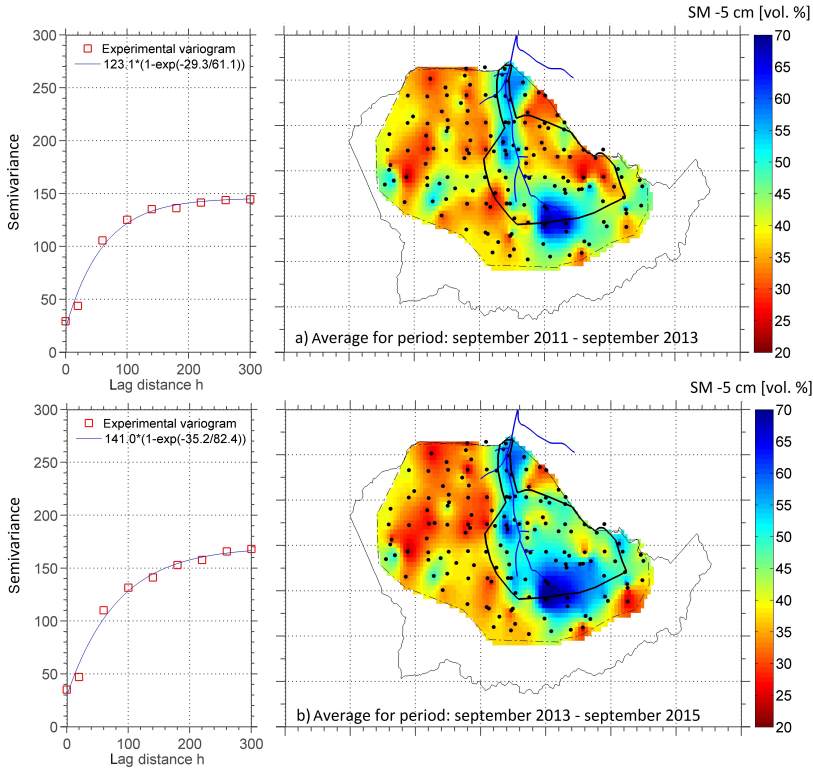 SM -5 cm [vol. %]
300
250
200
150
100
50
0
Semivariance
Experimental variogram
123.1*(1-exp(-29.3/61.1))
0 100 200 300
Lag distance h
a) Average for period: september 2011 - september 2013
70
65
60
55
50
45
40
35
30
25
20
SM -5 cm [vol. %]
300
250
200
150
100
50
0
Semivariance
Experimental variogram
141.0*(1-exp(-35.2/82.4))
0 100 200 300
Lag distance h
b) Average for period: september 2013 - september 2015
70
65
60
55
50
45
40
35
30
25
20